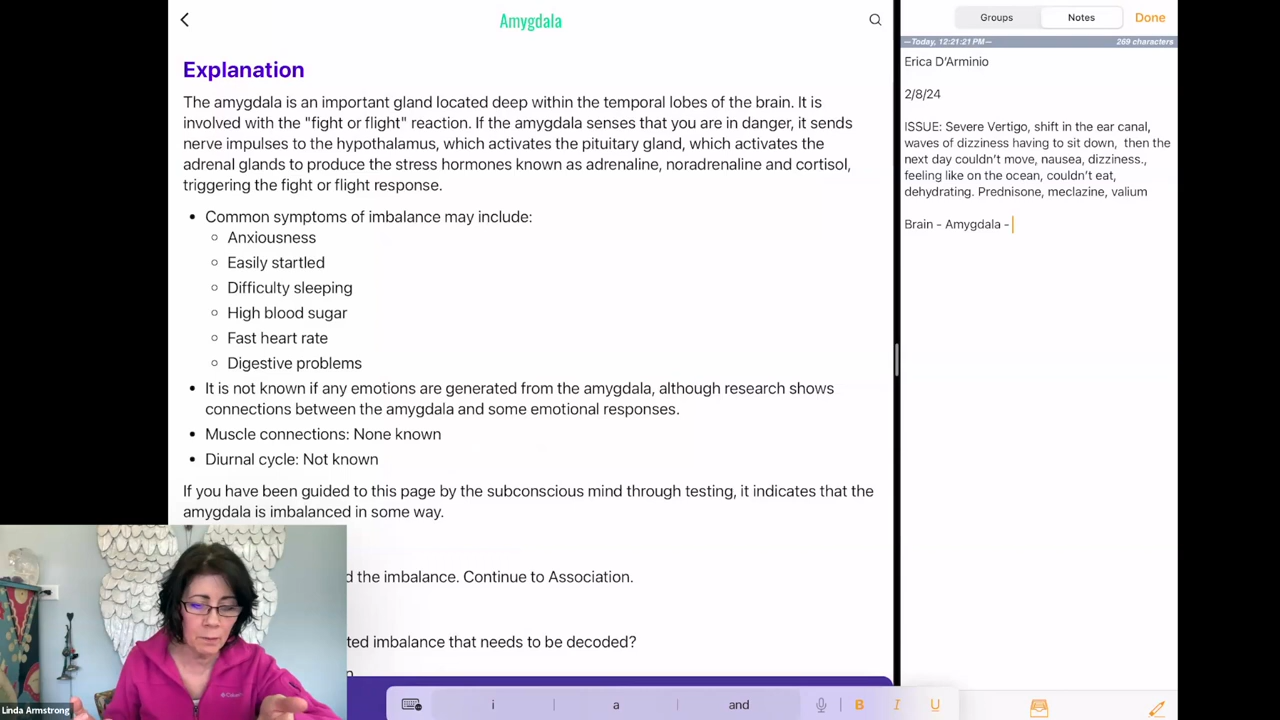 Amygdala
Explanation
The amygdala is an important gland located deep within the temporal lobes of the brain. It is
involved with the "fight or flight" reaction. If the amygdala senses that you are in danger, it sends
nerve impulses to the hypothalamus, which activates the pituitary gland, which activates the
adrenal glands to produce the stress hormones known as adrenaline, noradrenaline and cortisol,
triggering the fight or flight response.
• Common symptoms of imbalance may include:
Anxiousness
Easily startled
Difficulty sleeping
High blood sugar
Fast heart rate
Digestive problems
• It is not known if any emotions are generated from the amygdala, although research shows
connections between the amygdala and some emotional responses.
• Muscle connections: None known
• Diurnal cycle: Not known
If you have been guided to this page by the subconscious mind through testing, it indicates that the
amygdala is imbalanced in some way.
the imbalance. Continue to Association.
imbalance that needs to be decoded?
Linda Armstrong
i
a
and
B
I
U
Groups
Notes
Done
—Today, 12:21:21 PM—
269 characters
Erica D'Arminio
2/8/24
ISSUE: Severe Vertigo, shift in the ear canal,
waves of dizziness having to sit down, then the
next day couldn't move, nausea, dizziness.,
feeling like on the ocean, couldn't eat,
dehydrating. Prednisone, meclazine, valium
Brain - Amygdala -